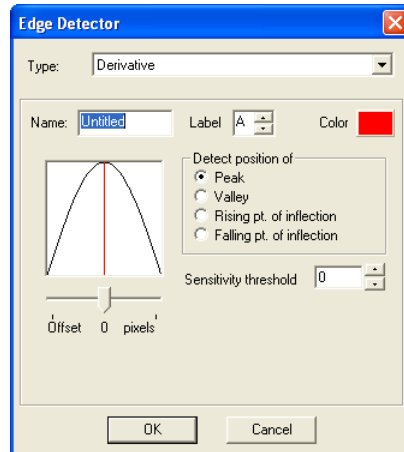 Edge Detector
Type: Derivative
Name: Untitled Label A Color
Detect position of
Peak
Valley
Rising pt. of inflection
Falling pt. of inflection
Sensitivity threshold 0
Offset 0 pixels
OK Cancel